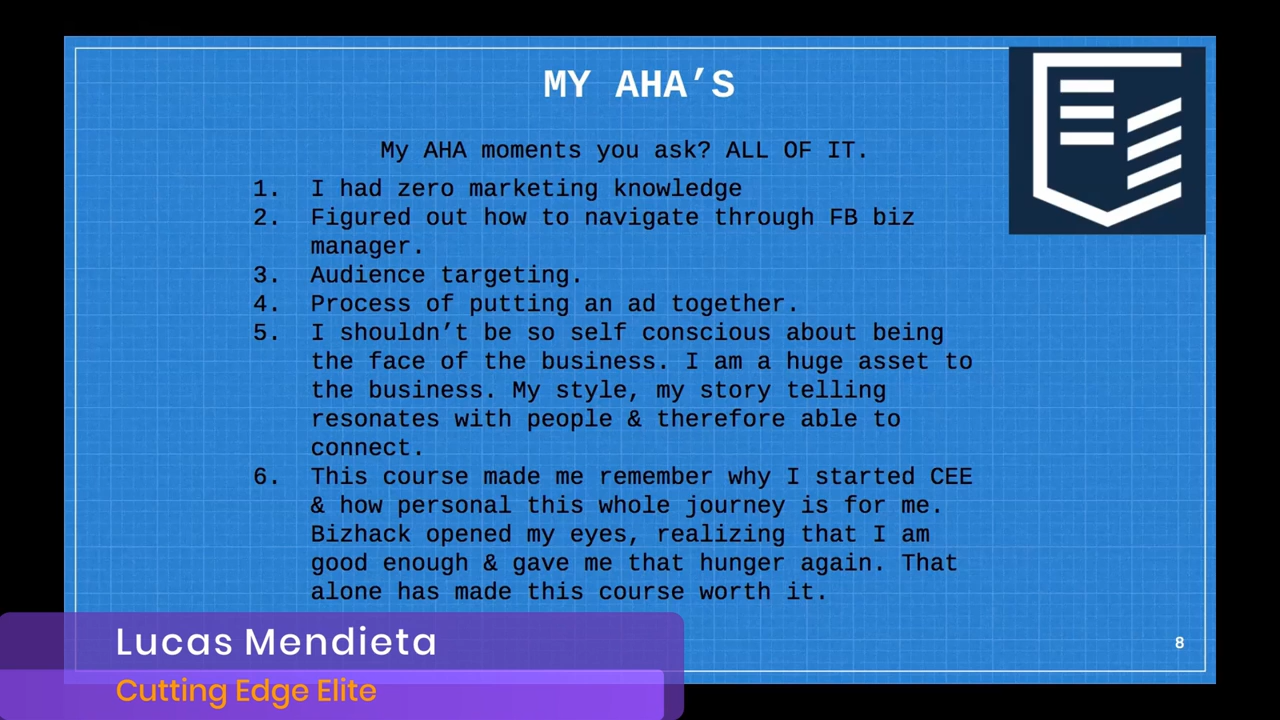 MY AHA’S
My AHA moments you ask? ALL OF IT.
1. I had zero marketing knowledge
2. Figured out how to navigate through FB biz
manager.
3. Audience targeting.
4. Process of putting an ad together.
5. I shouldn’t be so self conscious about being
the face of the business. I am a huge asset to
the business. My style, my story telling
resonates with people & therefore able to
connect.
6. This course made me remember why I started CEE
& how personal this whole journey is for me.
Bizhack opened my eyes, realizing that I am
good enough & gave me that hunger again. That
alone has made this course worth it.
Lucas Mendieta
8
Cutting Edge Elite